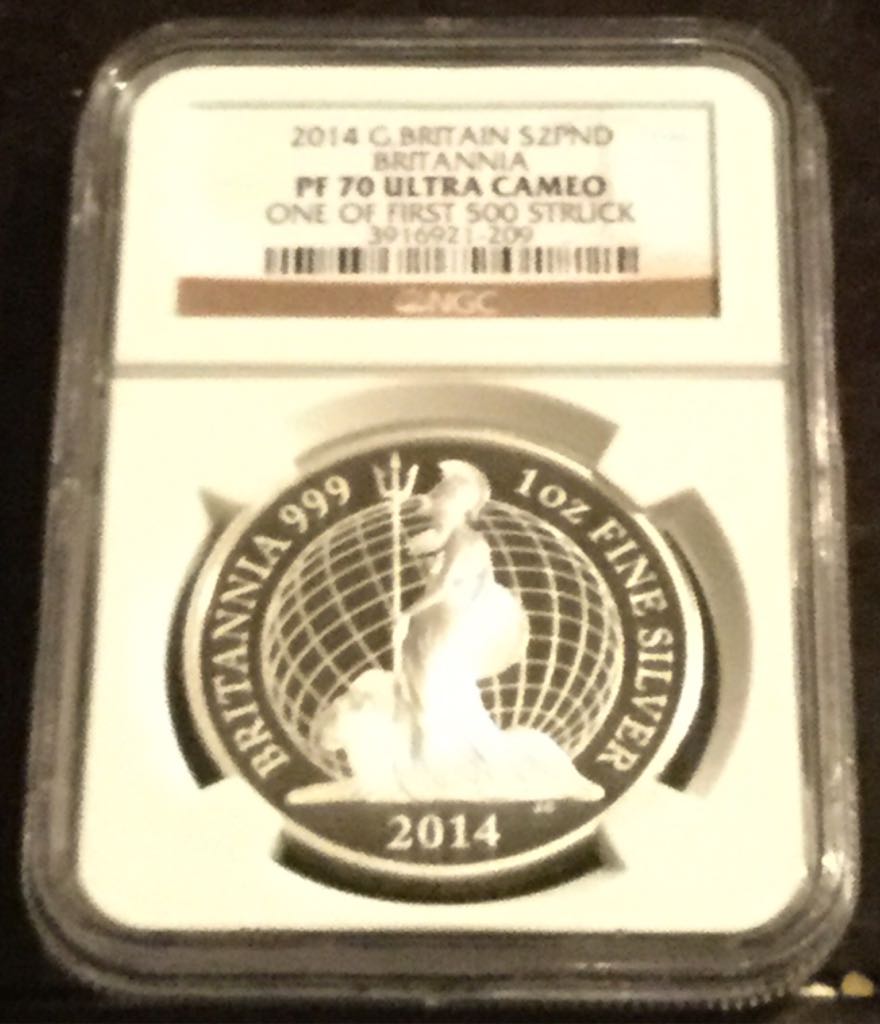 2014 G.BRITAIN S2PND
BRITANNIA
PF 70 ULTRA CAMEO
ONE OF FIRST 500 STRUCK
3916921-209
NGC
BRITANNIA 999
1OZ FINE SILVER
2014